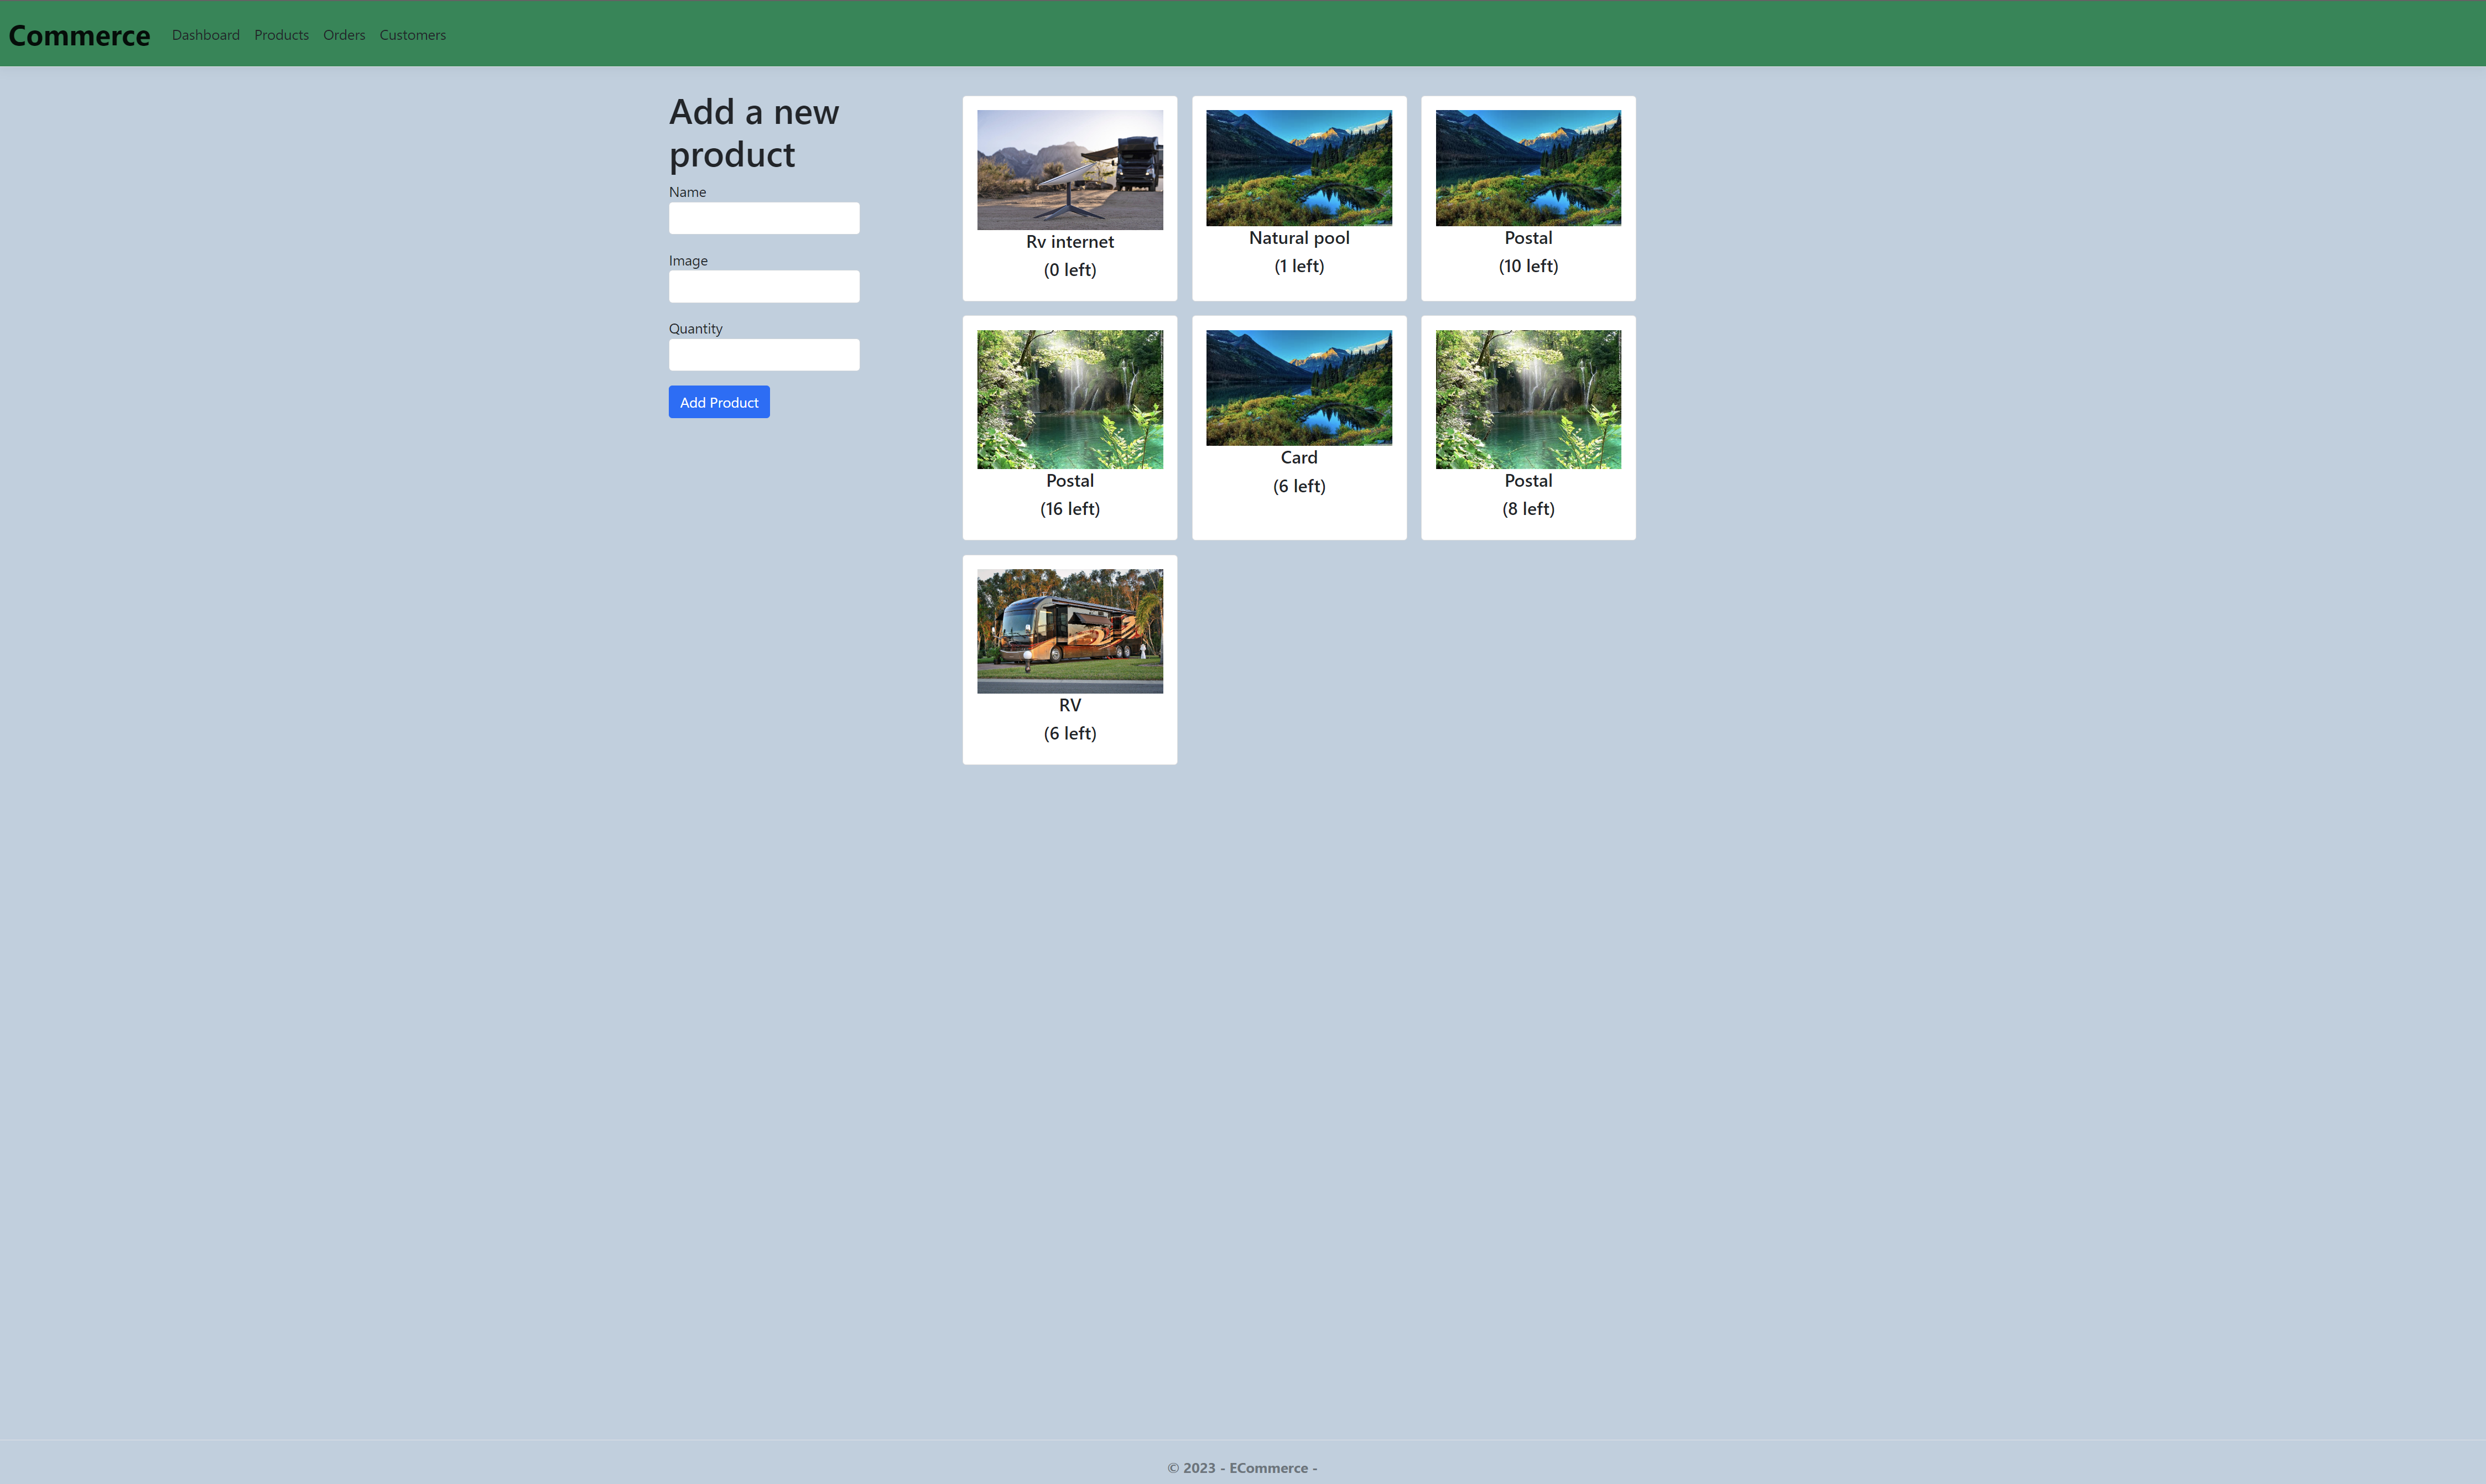 Commerce
Dashboard Products Orders Customers
Add a new
product
Name
Image
Quantity
Add Product
Rv internet
(0 left)
Natural pool
(1 left)
Postal
(10 left)
Postal
(16 left)
Card
(6 left)
Postal
(8 left)
RV
(6 left)
© 2023 - ECommerce -